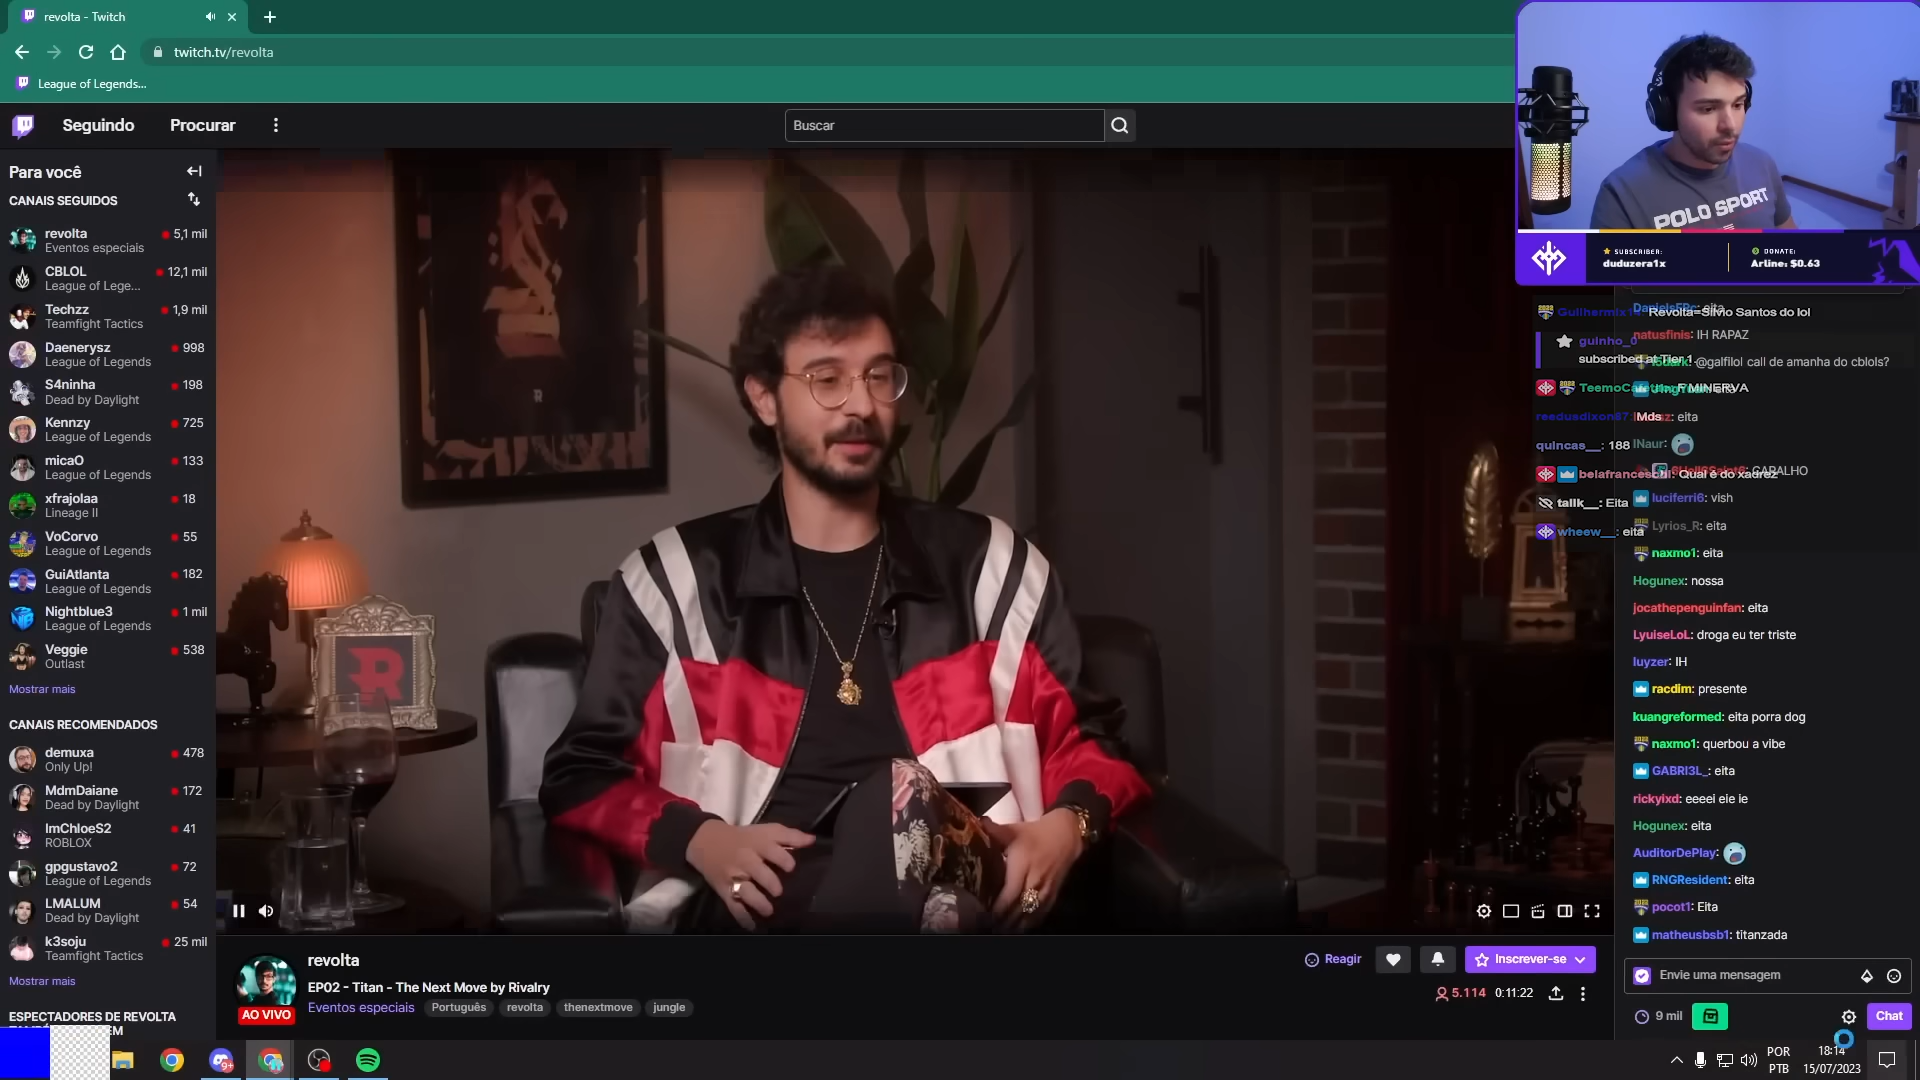 revolta - Twitch
twitch.tv/revolta
League of Legends...
Seguindo
Procurar
Buscar
Para você
CANAIS SEGUIDOS
revolta
5,1 mil
Eventos especiais
CBLOL
12,1 mil
League of Lege...
Techzz
1,9 mil
Teamfight Tactics
Daenerysz
998
League of Legends
S4ninha
198
Dead by Daylight
Kennzy
725
League of Legends
micaO
133
League of Legends
xfrajolaa
18
Lineage II
VoCorvo
55
League of Legends
GuiAtlanta
182
League of Legends
Nightblue3
1 mil
League of Legends
Veggie
538
Outlast
Mostrar mais
CANAIS RECOMENDADOS
demuxa
478
Only Up!
MdmDaiane
172
Dead by Daylight
ImChloeS2
41
ROBLOX
gpgustavo2
72
League of Legends
LMALUM
54
Dead by Daylight
k3soju
25 mil
Teamfight Tactics
Mostrar mais
ESPECTADORES DE REVOLTA
EM
R
AO VIVO
revolta
EP02 - Titan - The Next Move by Rivalry
Eventos especiais
Português
revolta
thenextmove
jungle
Reagir
Inscrever-se
5.114
0:11:22
POLO SPORT
SUBSCRIBER:
duduzera1x
DONATE:
Arline: $0.63
Revolta=Silvio Santos do lol
guinho_0
subscribed at Tier 1.
F MINERVA
Mds
quincas__: 188
Qual é do xadrez
tallk__: Eita
wheew__: eita
eita
natusfinis: IH RAPAZ
@galfilol call de amanha do cblols?
eita
INaur:
luciferri6: vish
Lyrios_R: eita
naxmo1: eita
Hogunex: nossa
jocathepenguinfan: eita
LyuiseLoL: droga eu ter triste
luyzer: IH
racdim: presente
kuangreformed: eita porra dog
naxmo1: querbou a vibe
GABRI3L_: eita
rickyixd: eeeei eie ie
Hogunex: eita
AuditorDePlay:
RNGResident: eita
pocot1: Eita
matheusbsb1: titanzada
Envie uma mensagem
9 mil
Chat
9+
POR
PTB
18:14
15/07/2023